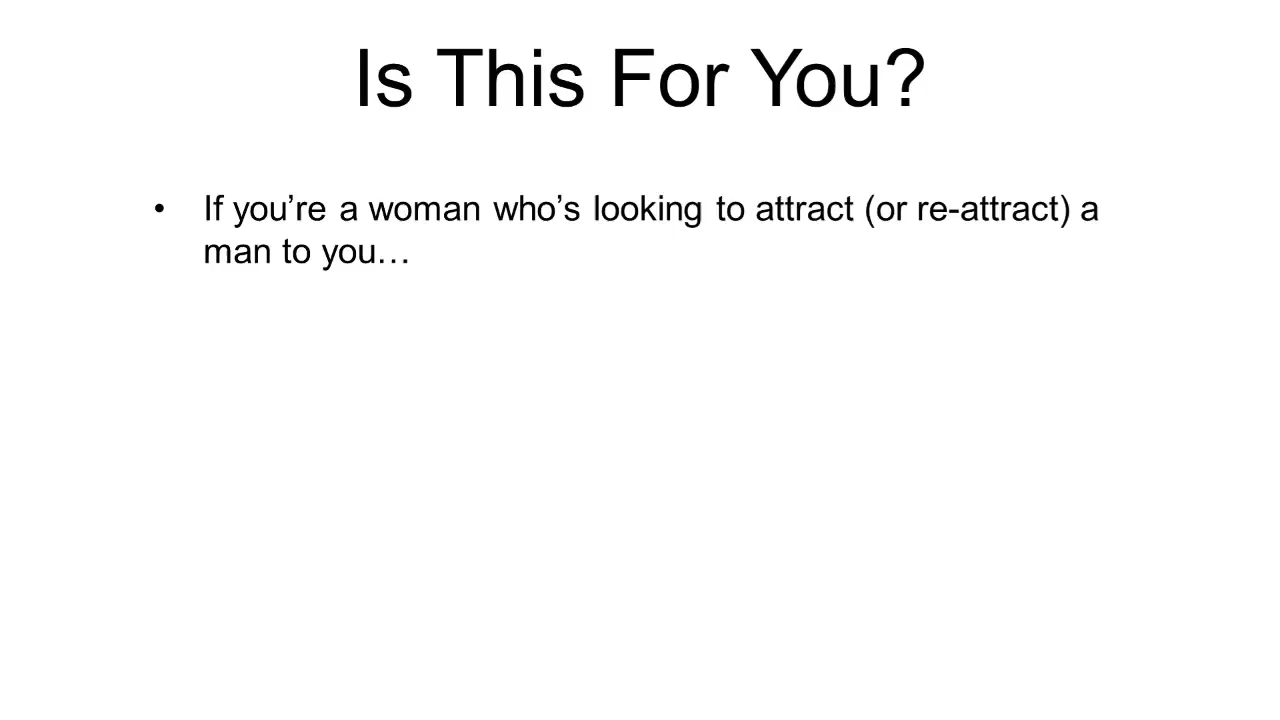 Is This For You?
• If you’re a woman who’s looking to attract (or re-attract) a
man to you…